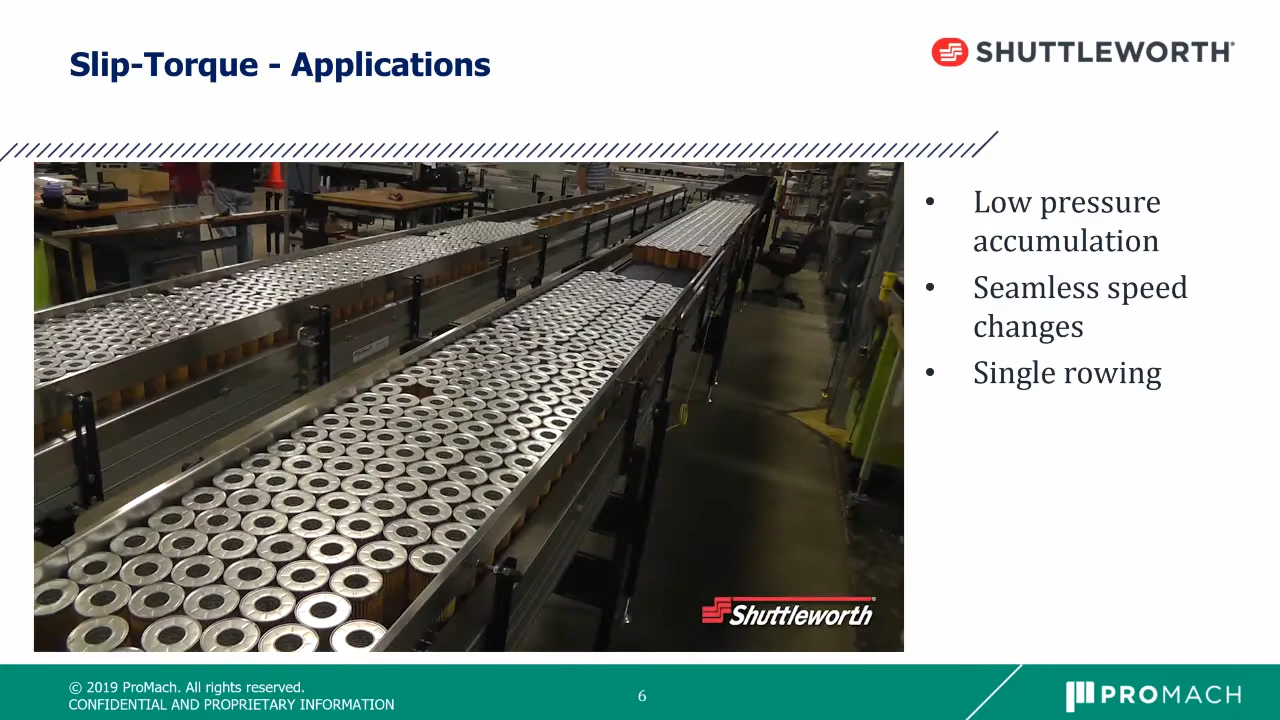 Slip-Torque - Applications
SHUTTLEWORTH
• Low pressure
accumulation
• Seamless speed
changes
• Single rowing
Shuttleworth
© 2019 ProMach. All rights reserved.
CONFIDENTIAL AND PROPRIETARY INFORMATION
6
PROMACH